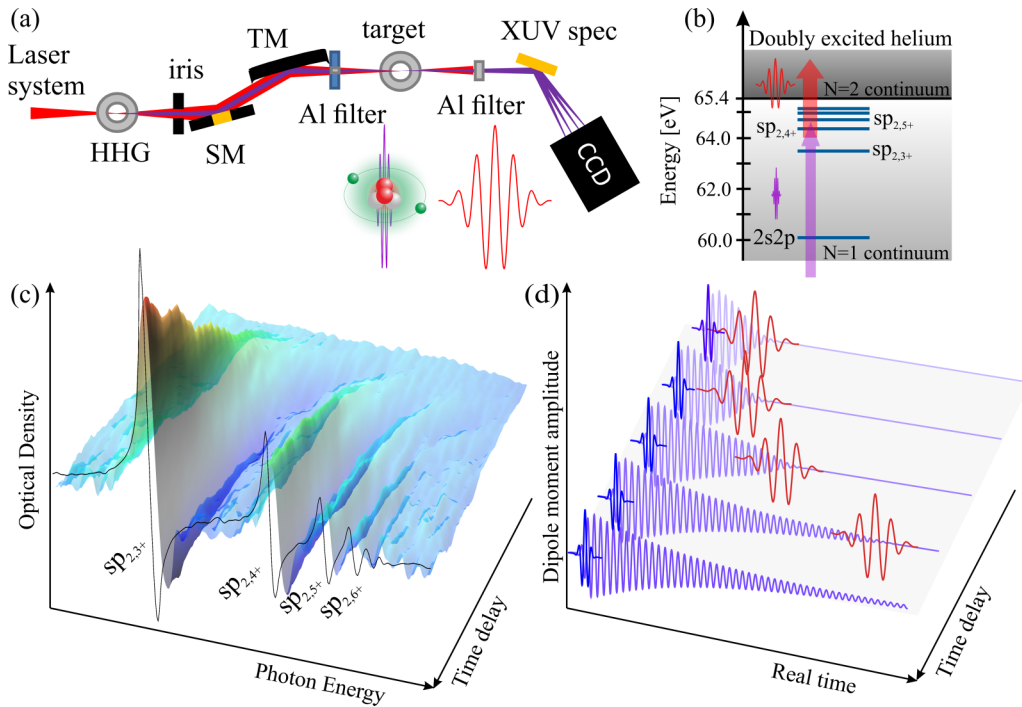 (a)
Laser
system
HHG
iris
SM
TM
Al filter
target
Al filter
XUV spec
CCD
(b)
Doubly excited helium
N=2 continuum
Energy [eV]
65.4
64.0
62.0
60.0
sp2,4+
sp2,5+
sp2,3+
2s2p
N=1 continuum
(c)
Optical Density
sp2,3+
sp2,4+
sp2,5+
sp2,6+
Photon Energy
Time delay
(d)
Dipole moment amplitude
Real time
Time delay